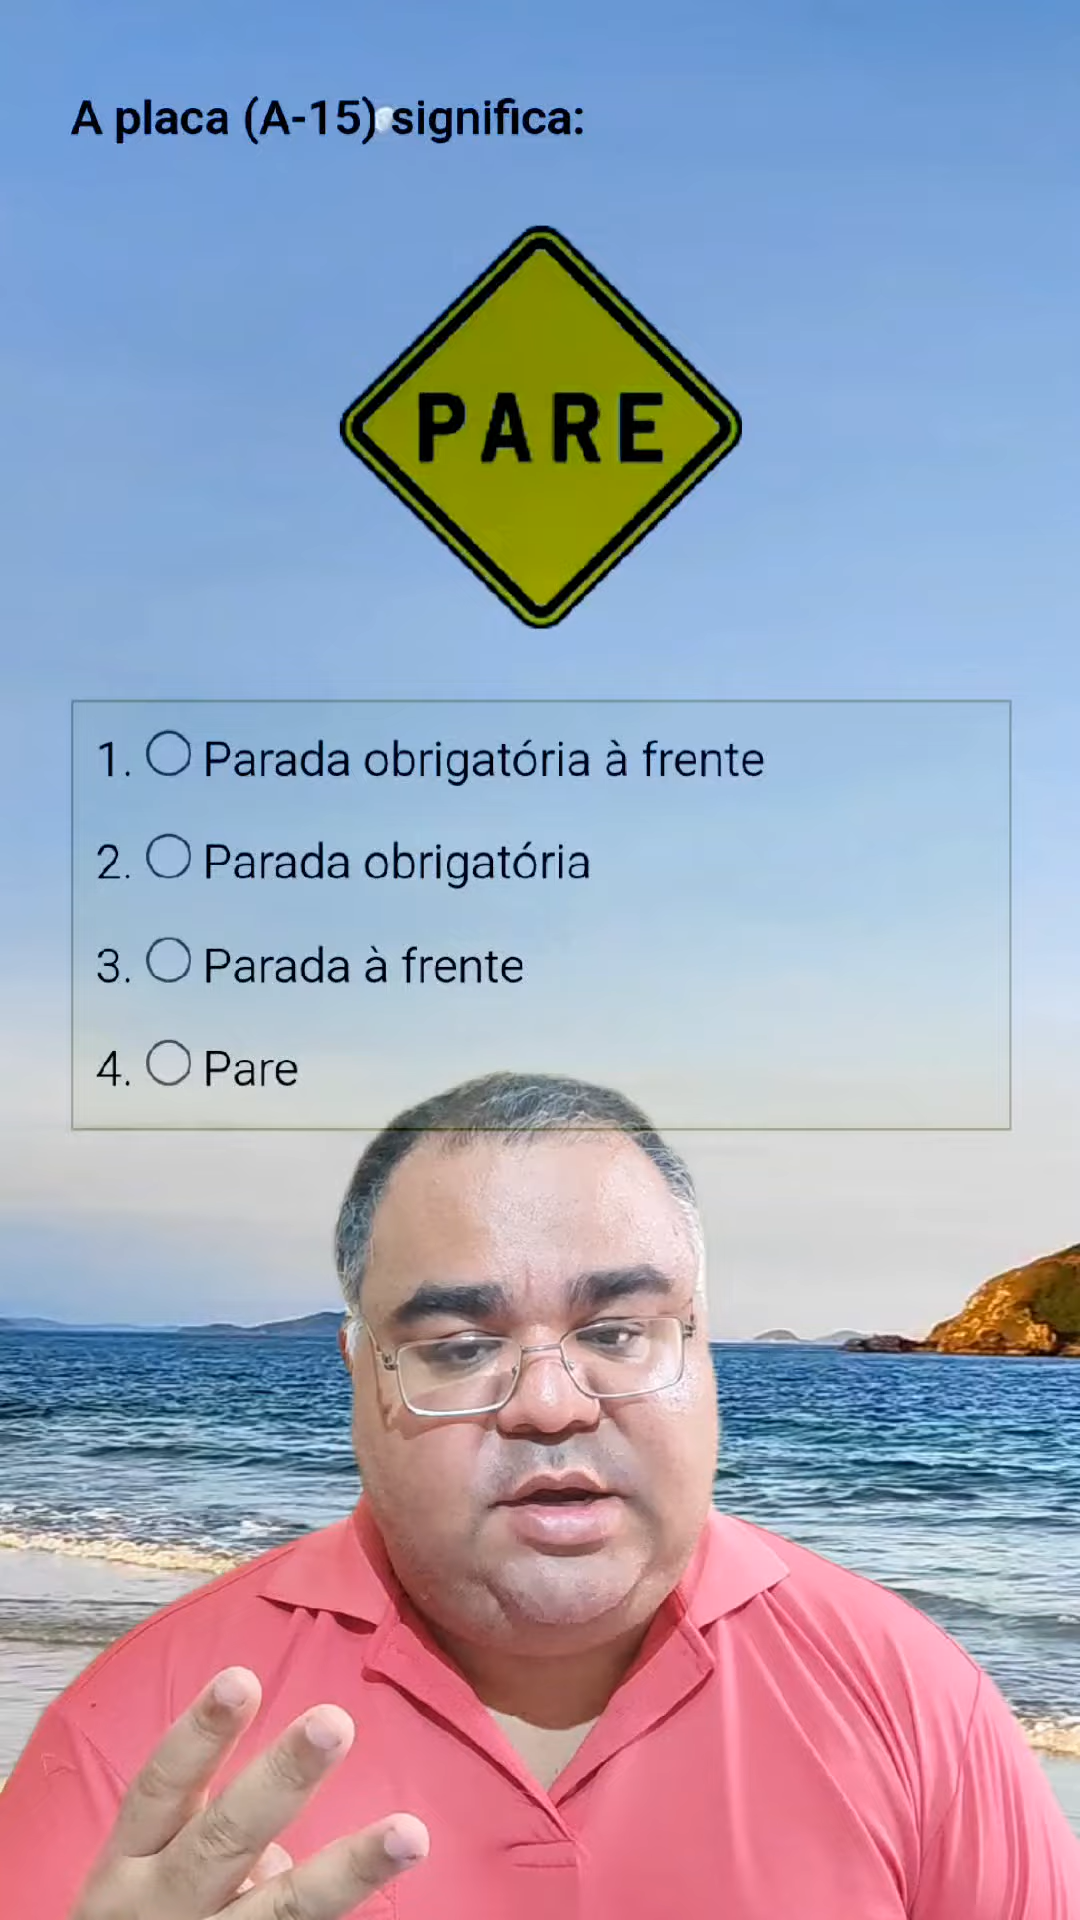 A placa (A-15) significa:
PARE
1. Parada obrigatória à frente
2. Parada obrigatória
3. Parada à frente
4. Pare